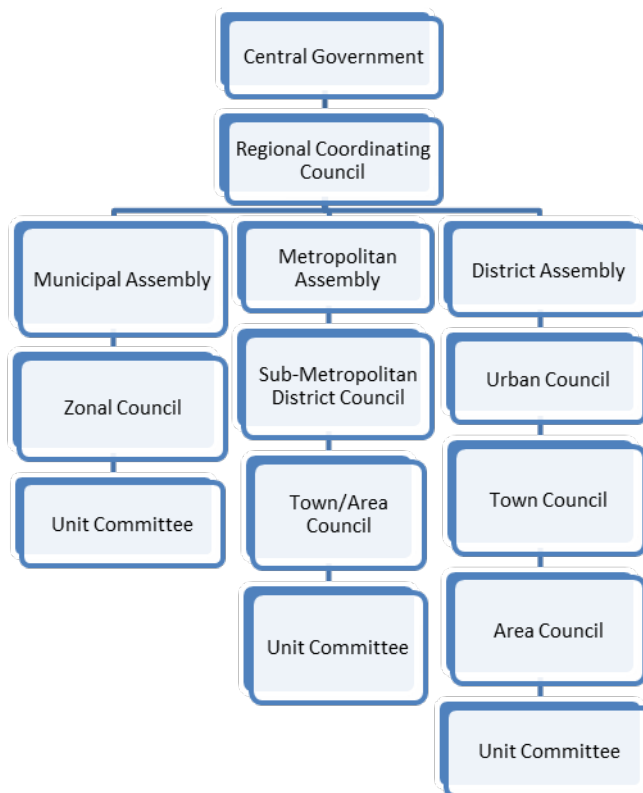 Central Government
Regional Coordinating
Council
Municipal Assembly
Metropolitan
Assembly
District Assembly
Zonal Council
Sub-Metropolitan
District Council
Urban Council
Unit Committee
Town/Area
Council
Town Council
Unit Committee
Area Council
Unit Committee